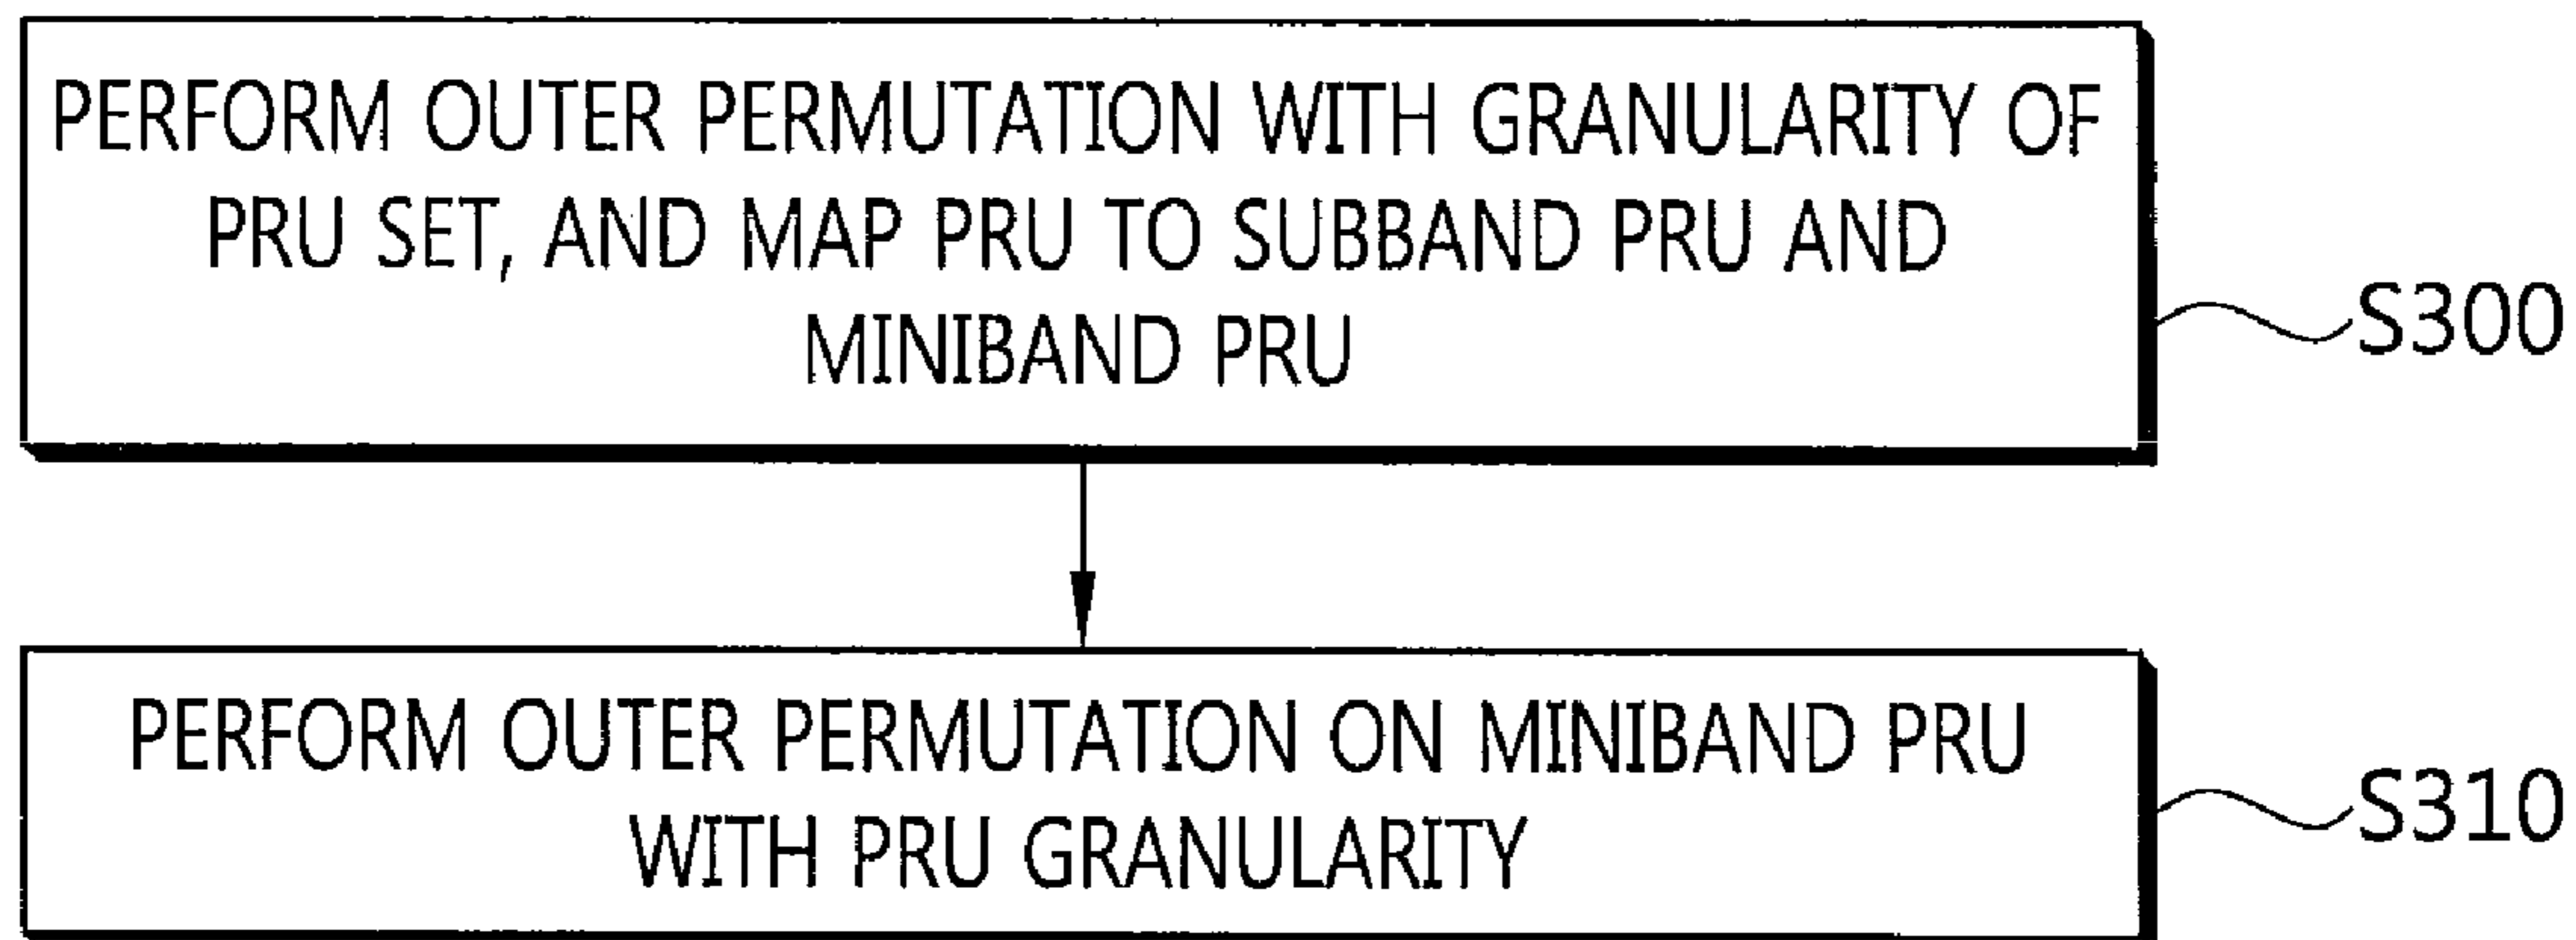 PERFORM OUTER PERMUTATION WITH GRANULARITY OF
PRU SET, AND MAP PRU TO SUBBAND PRU AND
MINIBAND PRU
S300
PERFORM OUTER PERMUTATION ON MINIBAND PRU
WITH PRU GRANULARITY
S310